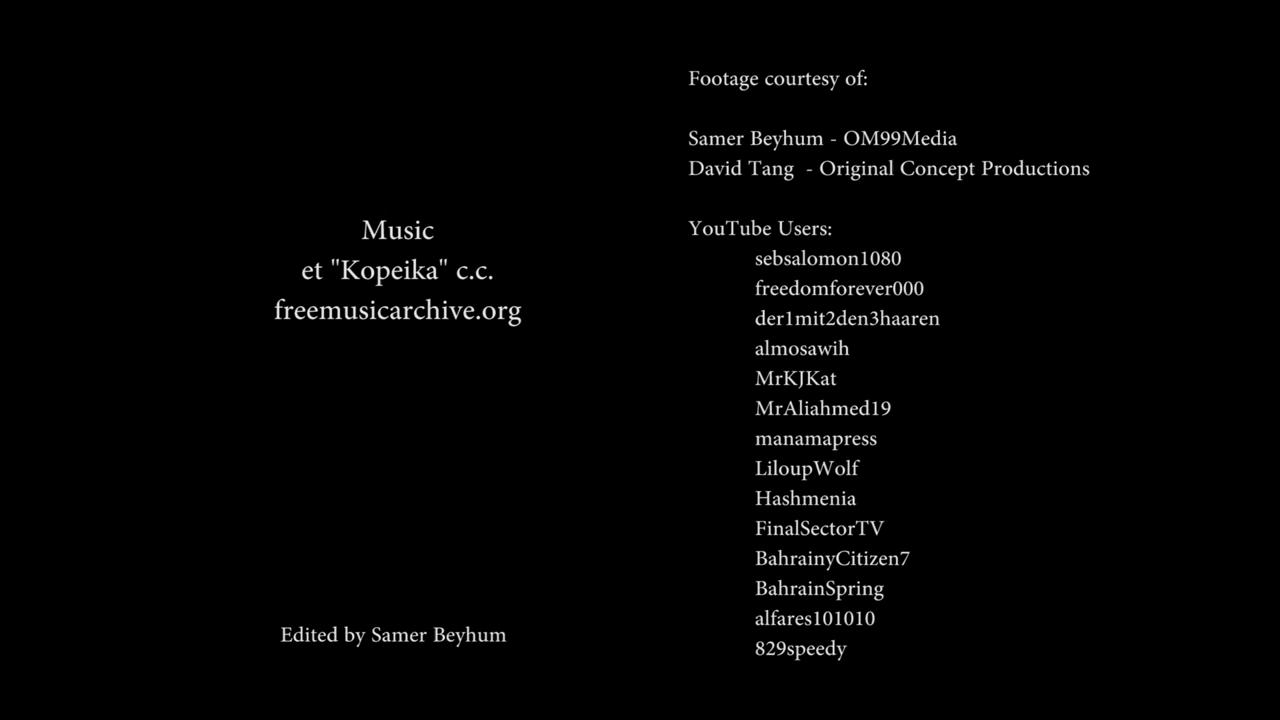 Music
et "Kopeika" c.c.
freemusicarchive.org
Edited by Samer Beyhum
Footage courtesy of:
Samer Beyhum - OM99Media
David Tang  - Original Concept Productions
YouTube Users:
sebsalomon1080
freedomforever000
der1mit2den3haaren
almosawih
MrKJKat
MrAliahmed19
manamapress
LiloupWolf
Hashmenia
FinalSectorTV
BahrainyCitizen7
BahrainSpring
alfares101010
829speedy